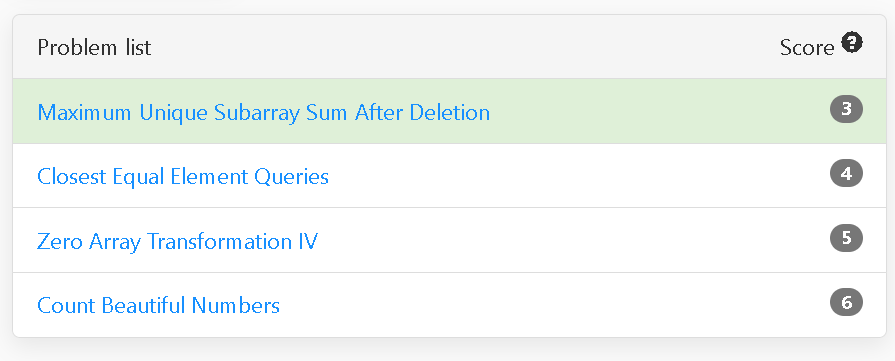 Problem list Score ?
Maximum Unique Subarray Sum After Deletion 3
Closest Equal Element Queries 4
Zero Array Transformation IV 5
Count Beautiful Numbers 6